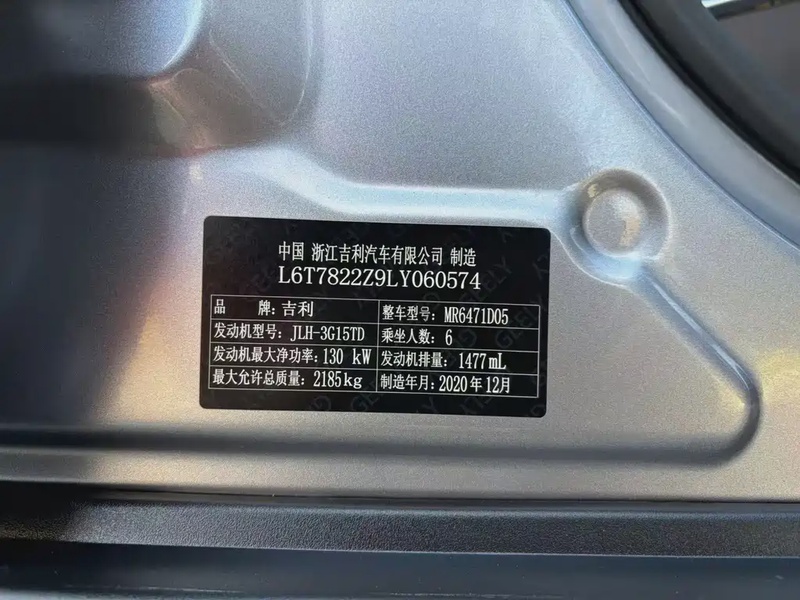 中国 浙江吉利汽车有限公司 制造
L6T7822Z9LY060574
品 牌: 吉利 整车型号: MR6471D05
发动机型号: JLH-3G15TD 乘坐人数: 6
发动机最大净功率: 130 kW 发动机排量: 1477mL
最大允许总质量: 2185kg 制造年月: 2020年12月